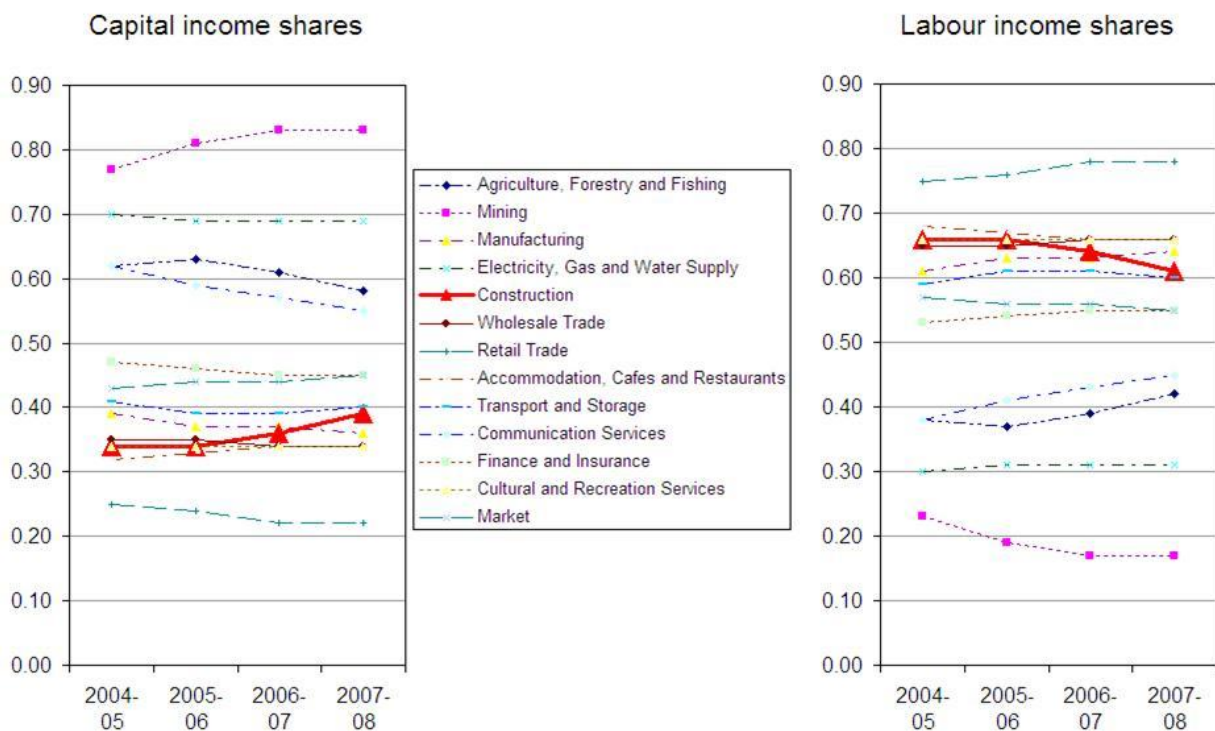 Capital income shares
0.90
0.80
0.70
0.60
0.50
0.40
0.30
0.20
0.10
0.00
2004-
05
2005-
06
2006-
07
2007-
08
Agriculture, Forestry and Fishing
Mining
Manufacturing
Electricity, Gas and Water Supply
Construction
Wholesale Trade
Retail Trade
Accommodation, Cafes and Restaurants
Transport and Storage
Communication Services
Finance and Insurance
Cultural and Recreation Services
Market
Labour income shares
0.90
0.80
0.70
0.60
0.50
0.40
0.30
0.20
0.10
0.00
2004-
05
2005-
06
2006-
07
2007-
08